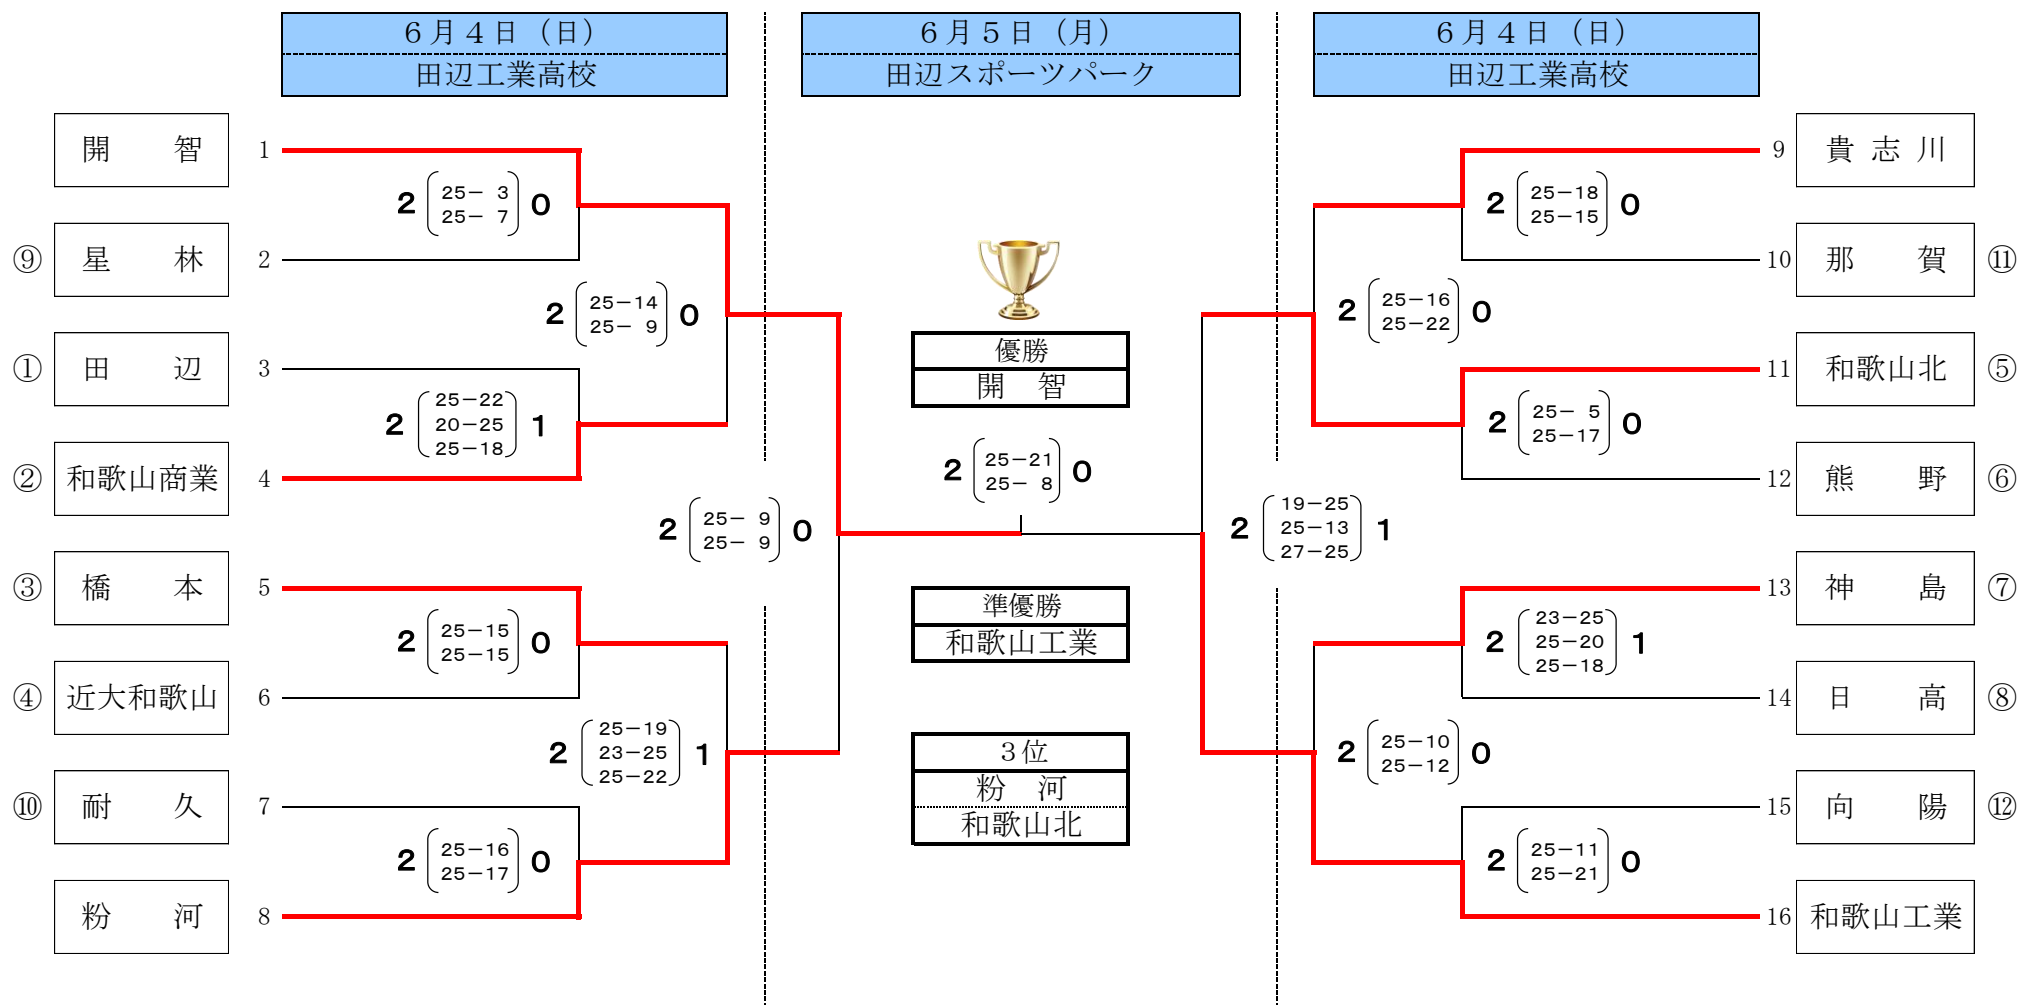 6月4日（日）
田辺工業高校
6月5日（月）
田辺スポーツパーク
6月4日（日）
田辺工業高校
開智 1
⑨ 星林 2
① 田辺 3
② 和歌山商業 4
③ 橋本 5
④ 近大和歌山 6
⑩ 耐久 7
粉河 8
2 25－ 3 0
25－ 7
2 25－22 1
20－25
25－18
2 25－15 0
25－15
2 25－16 0
25－17
2 25－14 0
25－ 9
2 25－19 1
23－25
25－22
2 25－ 9 0
25－ 9
優勝
開智
2 25－21 0
25－ 8
準優勝
和歌山工業
3位
粉河
和歌山北
2 19－25 1
25－13
27－25
2 25－16 0
25－22
2 25－10 0
25－12
2 25－18 0
25－15
2 25－ 5 0
25－17
2 23－25 1
25－20
25－18
2 25－11 0
25－21
9 貴志川
10 那賀 ⑪
11 和歌山北 ⑤
12 熊野 ⑥
13 神島 ⑦
14 日高 ⑧
15 向陽 ⑫
16 和歌山工業